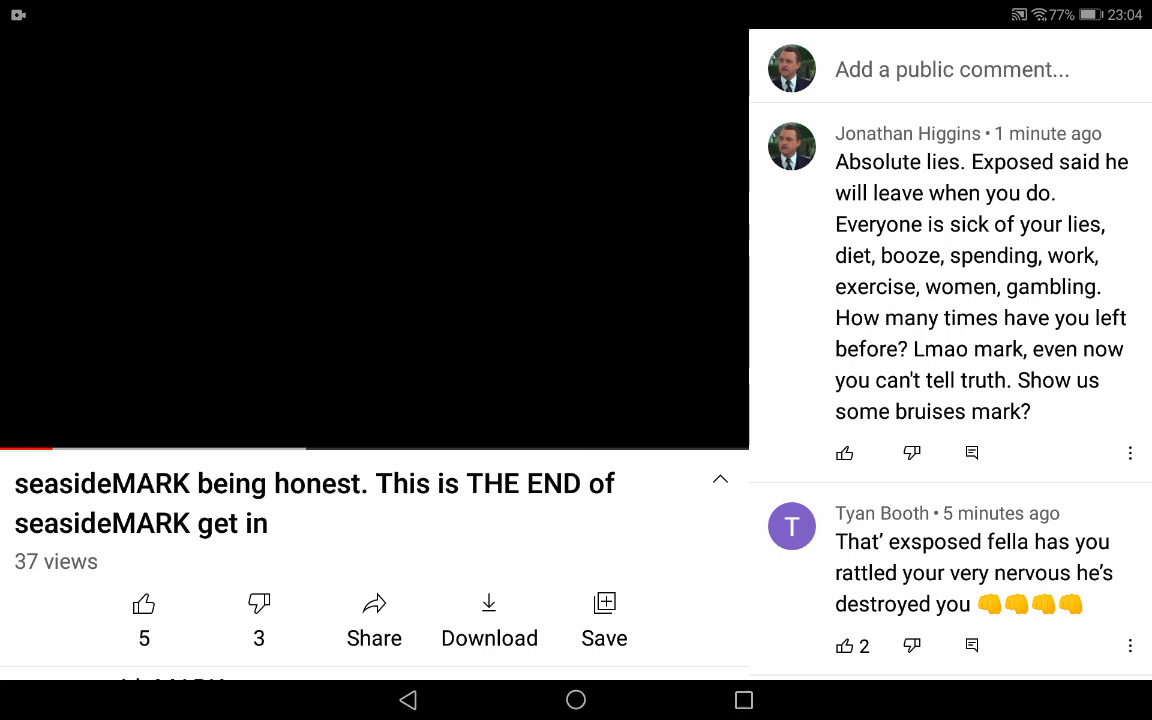 77% 23:04
Add a public comment...
Jonathan Higgins • 1 minute ago
Absolute lies. Exposed said he
will leave when you do.
Everyone is sick of your lies,
diet, booze, spending, work,
exercise, women, gambling.
How many times have you left
before? Lmao mark, even now
you can't tell truth. Show us
some bruises mark?
seasideMARK being honest. This is THE END of
seasideMARK get in
37 views
5
3
Share
Download
Save
T
Tyan Booth • 5 minutes ago
That’ exsposed fella has you
rattled your very nervous he’s
destroyed you 👊👊👊👊
2